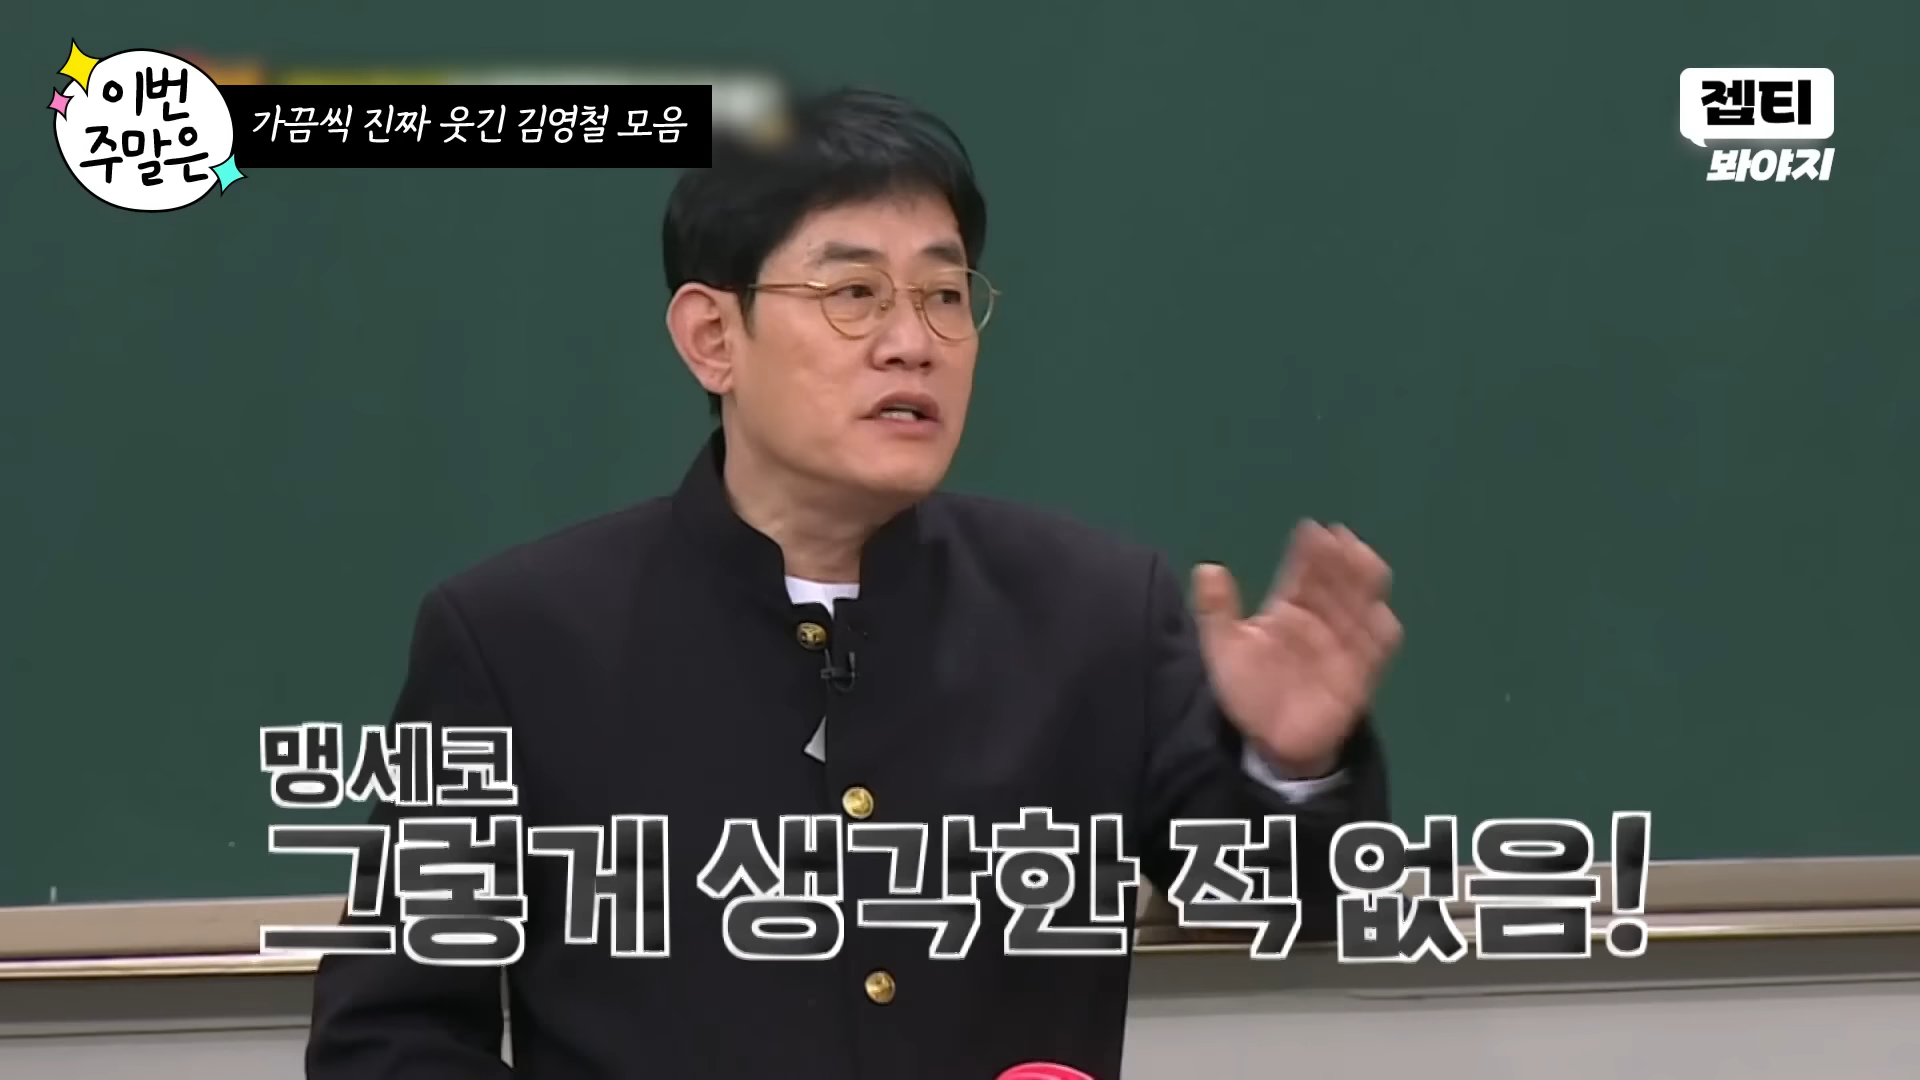 이번
주말은
가끔씩 진짜 웃긴 김영철 모음
젭티
봐야지
맹세코
그렇게 생각한 적 없음!